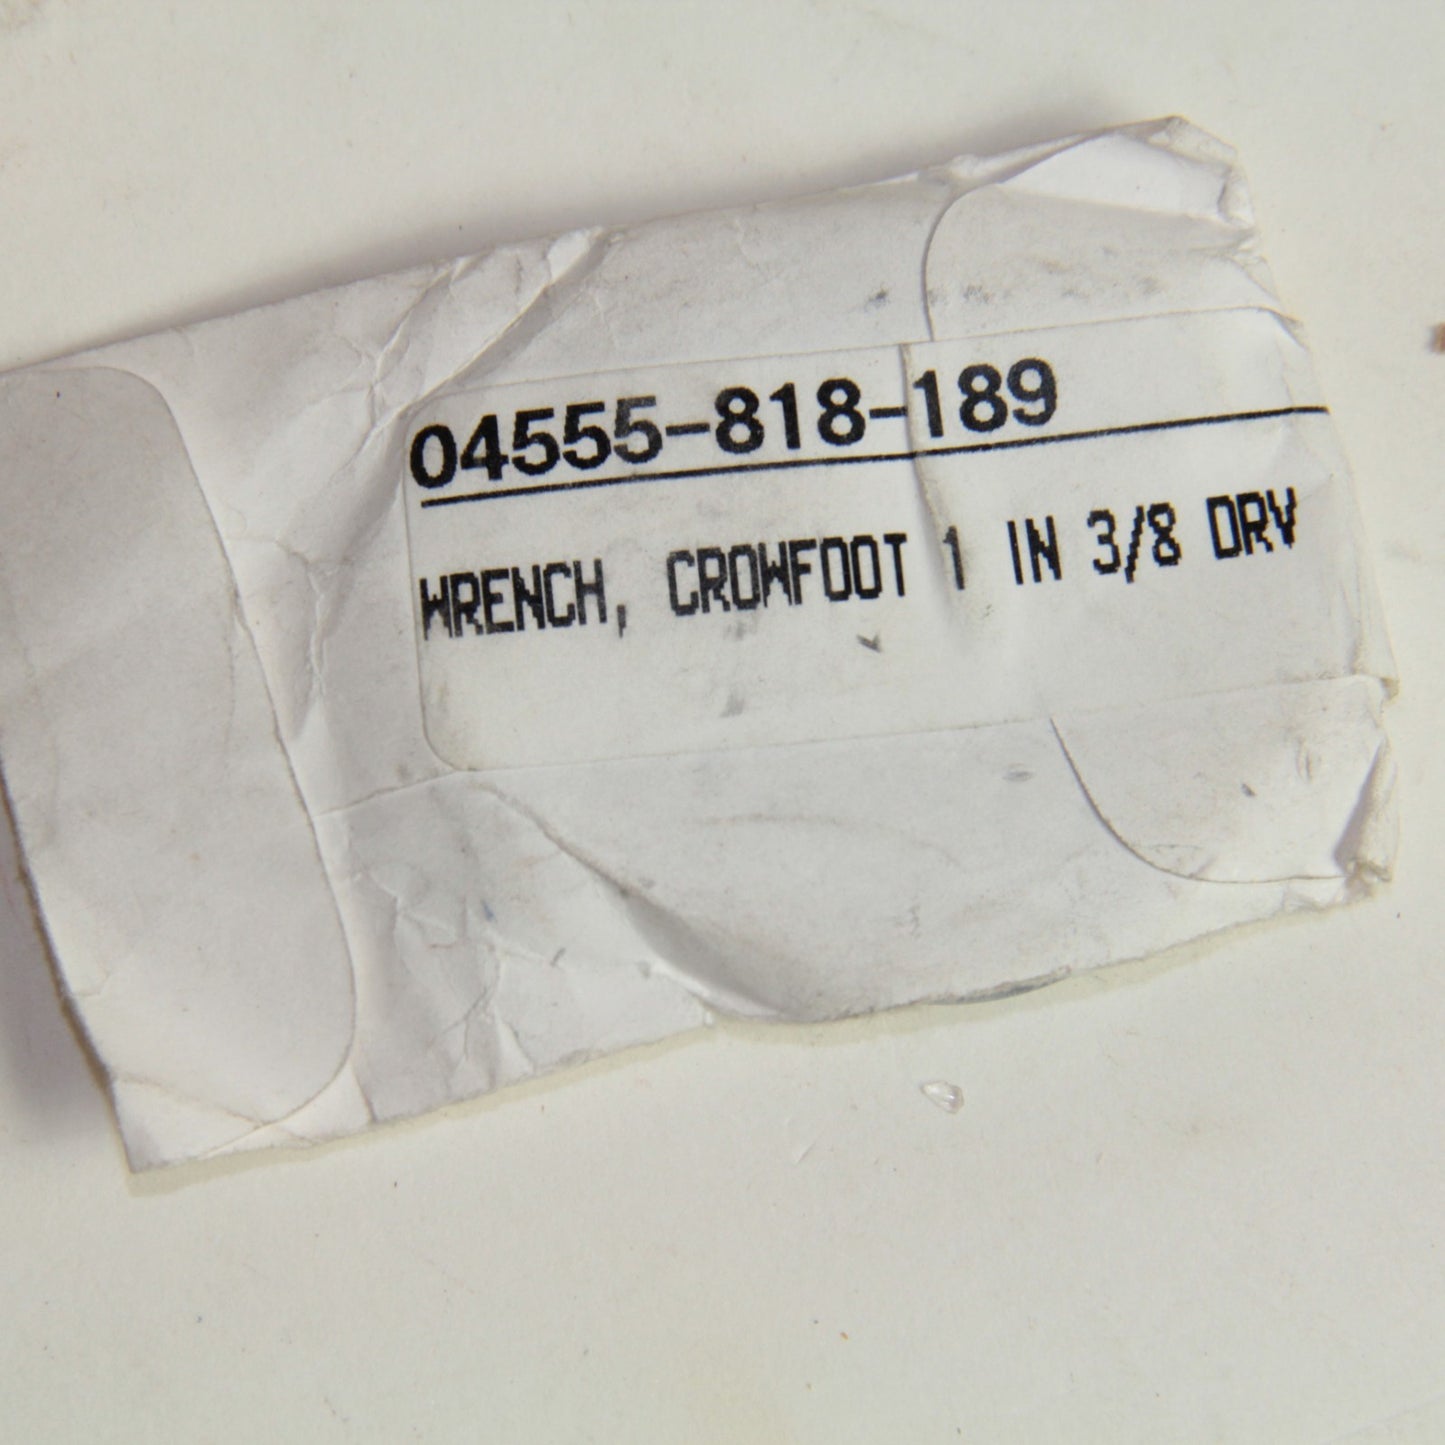 04555-818-189
WRENCH, CROWFOOT 1 IN 3/8 DRV